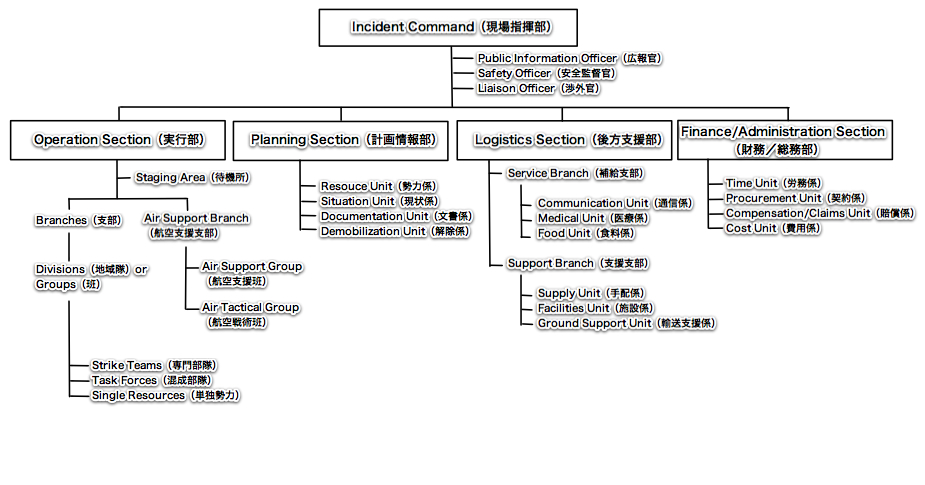 Incident Command（現場指揮部）
Public Information Officer（広報官）
Safety Officer（安全監督官）
Liaison Officer（渉外官）
Operation Section（実行部）
Staging Area（待機所）
Branches（支部）
Air Support Branch
（航空支援支部）
Divisions（地域隊）or
Groups（班）
Air Support Group
（航空支援班）
Air Tactical Group
（航空戦術班）
Strike Teams（専門部隊）
Task Forces（混成部隊）
Single Resources（単独勢力）
Planning Section（計画情報部）
Resouce Unit（勢力係）
Situation Unit（現状係）
Documentation Unit（文書係）
Demobilization Unit（解除係）
Logistics Section（後方支援部）
Service Branch（補給支部）
Communication Unit（通信係）
Medical Unit（医療係）
Food Unit（食料係）
Support Branch（支援支部）
Supply Unit（手配係）
Facilities Unit（施設係）
Ground Support Unit（輸送支援係）
Finance/Administration Section
（財務／総務部）
Time Unit（労務係）
Procurement Unit（契約係）
Compensation/Claims Unit（賠償係）
Cost Unit（費用係）